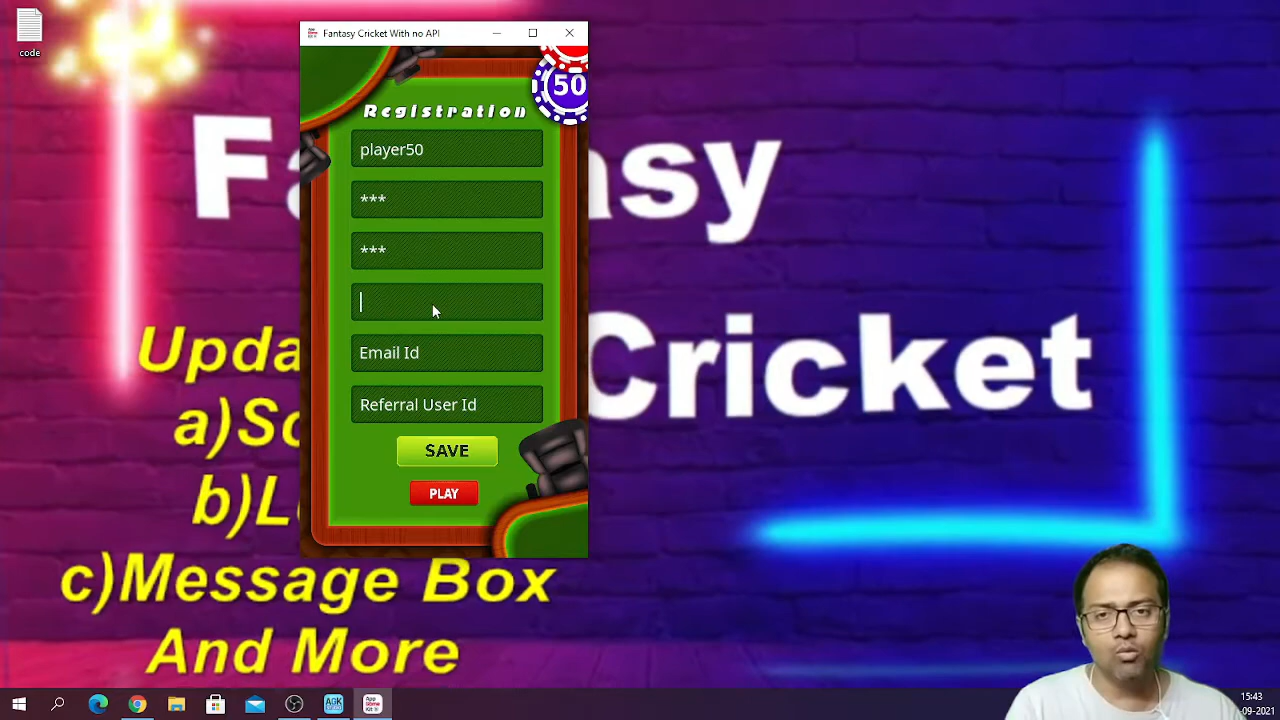 code
Fantasy Cricket With no API
50
Registration
player50
***
***
Email Id
Referral User Id
SAVE
PLAY
Fa
asy
Cricket
Upda
a)Sc
b)L
c)Message Box
And More
15:43
-09-2021